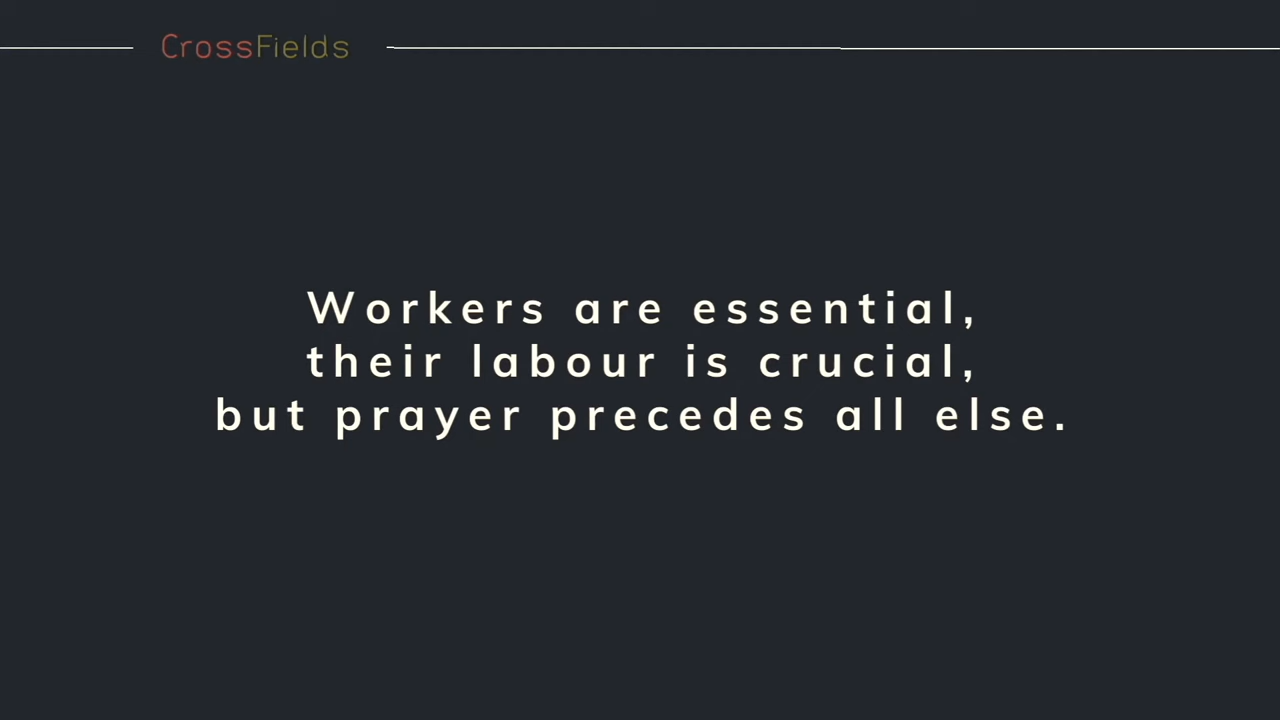 CrossFields
Workers are essential,
their labour is crucial,
but prayer precedes all else.